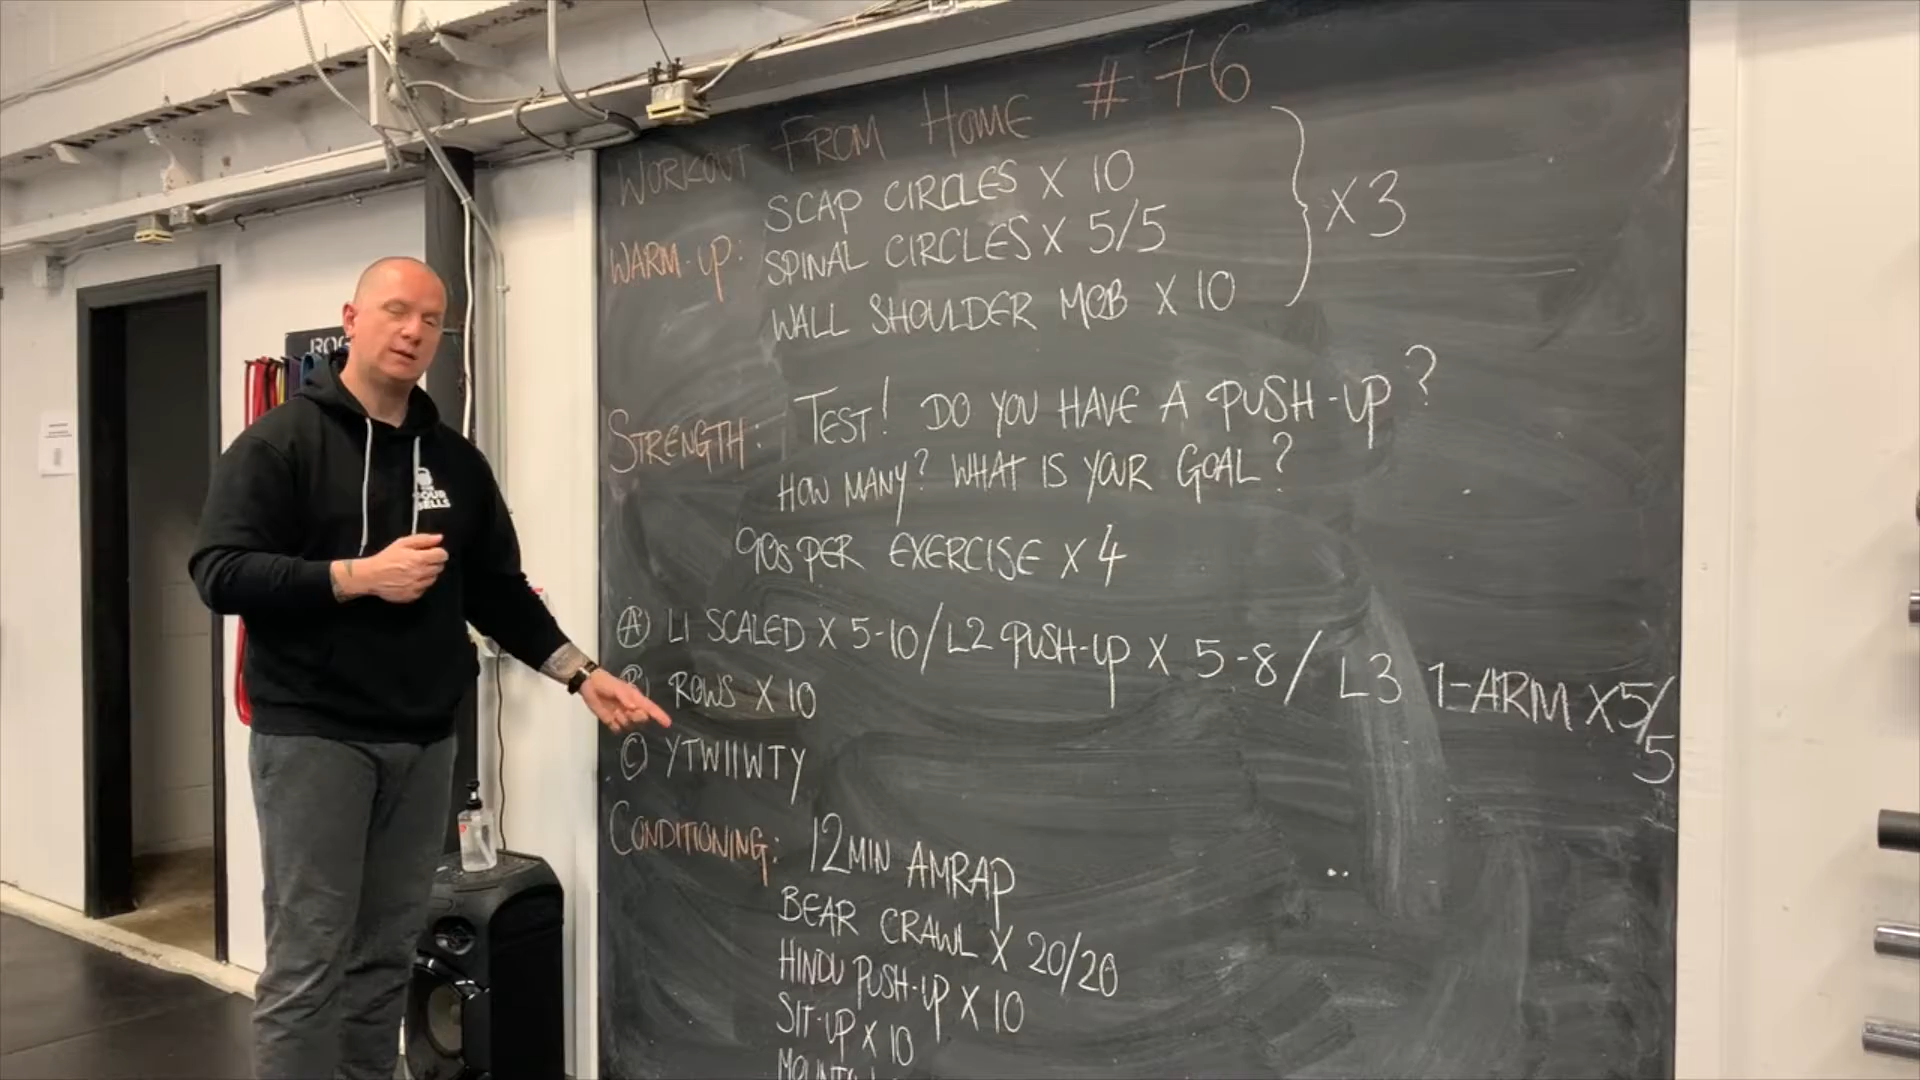 WORKOUT FROM HOME # 76
WARM-UP: SCAP CIRCLES X 10
SPINAL CIRCLES X 5/5
WALL SHOULDER MOB X 10
} X3
STRENGTH: TEST! DO YOU HAVE A PUSH-UP?
HOW MANY? WHAT IS YOUR GOAL?
90s PER EXERCISE X 4
A L1 SCALED X 5-10/L2 PUSH-UP X 5-8/ L3 1-ARM X5/5
B ROWS X 10
C YTWIIWTY
CONDITIONING: 12MIN AMRAP
BEAR CRAWL X 20/20
HINDU PUSH-UP X 10
SIT-UP X 10